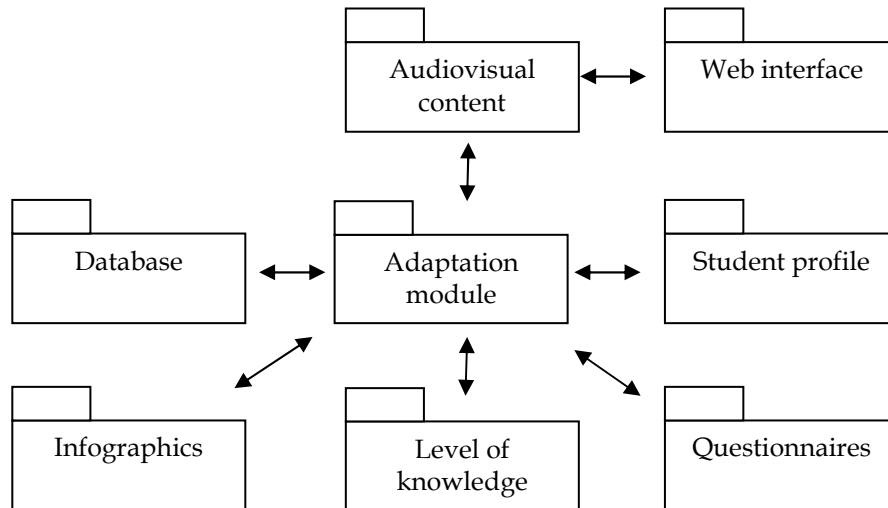 Audiovisual
content
Web interface
Database
Adaptation
module
Student profile
Infographics
Level of
knowledge
Questionnaires